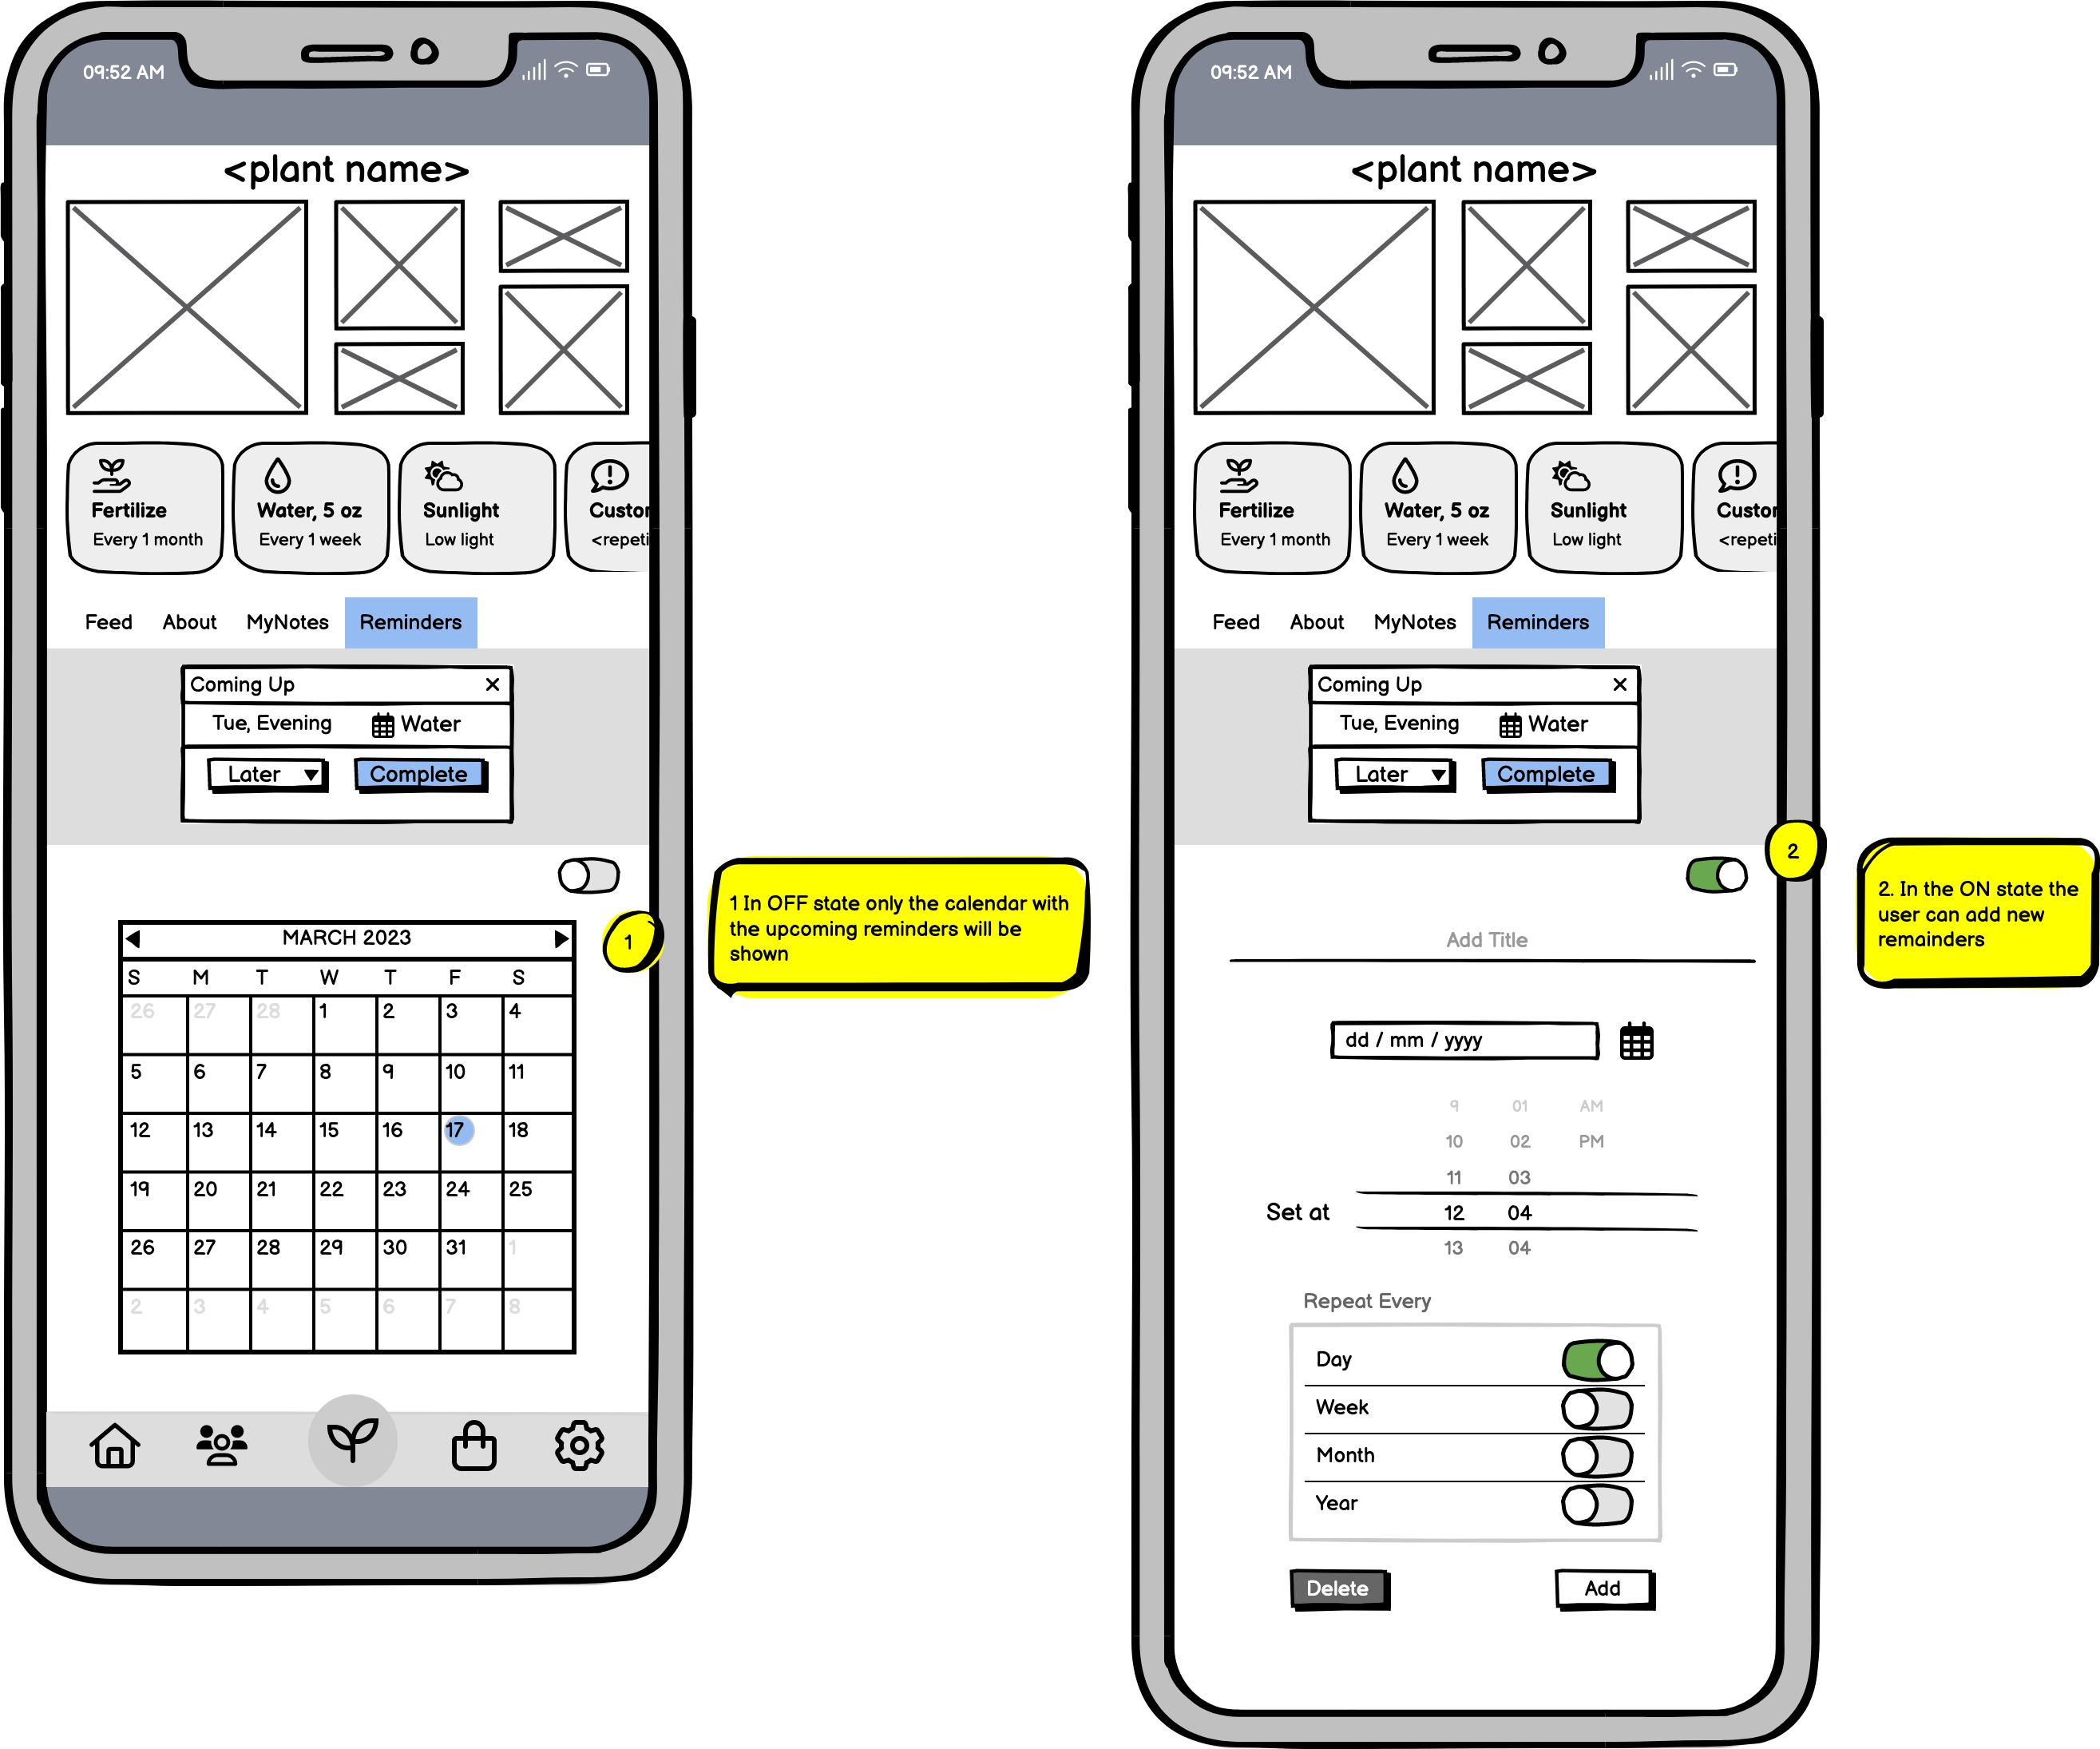 09:52 AM
<plant name>
Fertilize
Every 1 month
Water, 5 oz
Every 1 week
Sunlight
Low light
Custor
<repeti
Feed About MyNotes Reminders
Coming Up
Tue, Evening Water
Later Complete
MARCH 2023
S M T W T F S
26 27 28 1 2 3 4
5 6 7 8 9 10 11
12 13 14 15 16 17 18
19 20 21 22 23 24 25
26 27 28 29 30 31 1
2 3 4 5 6 7 8
1
1 In OFF state only the calendar with
the upcoming reminders will be
shown
09:52 AM
<plant name>
Fertilize
Every 1 month
Water, 5 oz
Every 1 week
Sunlight
Low light
Custor
<repeti
Feed About MyNotes Reminders
Coming Up
Tue, Evening Water
Later Complete
Add Title
dd / mm / yyyy
9 01 AM
10 02 PM
11 03
Set at 12 04
13 04
Repeat Every
Day
Week
Month
Year
Delete Add
2
2. In the ON state the
user can add new
remainders